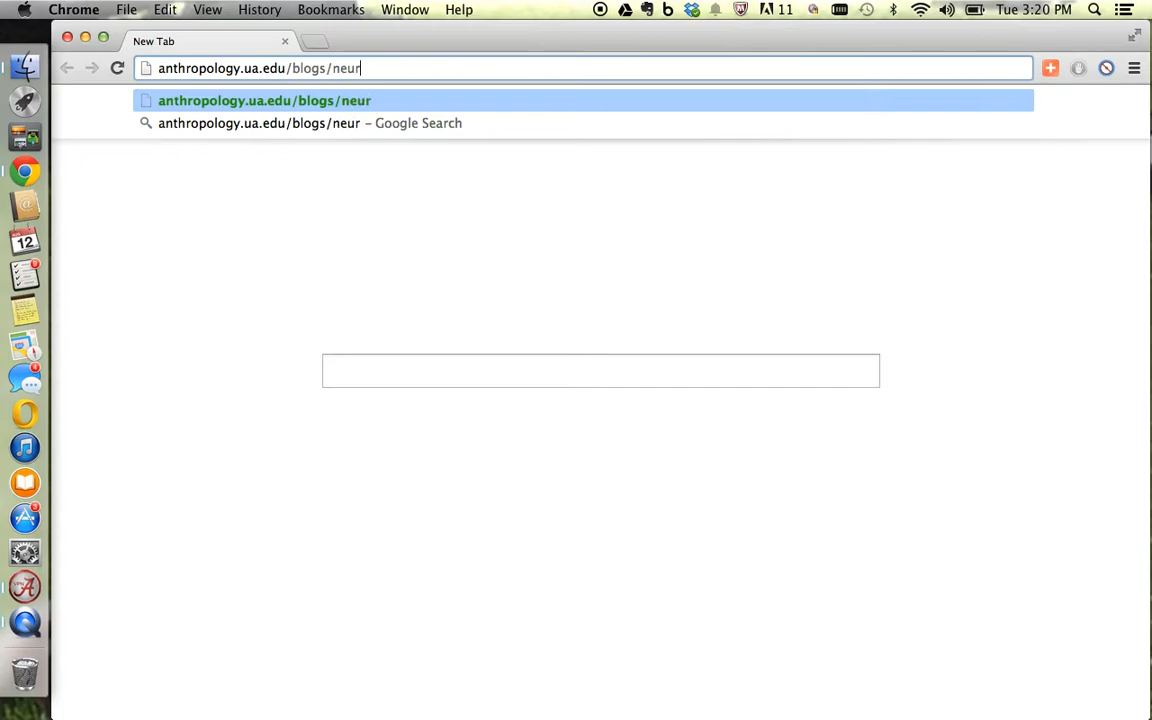 Chrome File Edit View History Bookmarks Window Help 11 Tue 3:20 PM
New Tab
anthropology.ua.edu/blogs/neur
anthropology.ua.edu/blogs/neur
anthropology.ua.edu/blogs/neur – Google Search
12